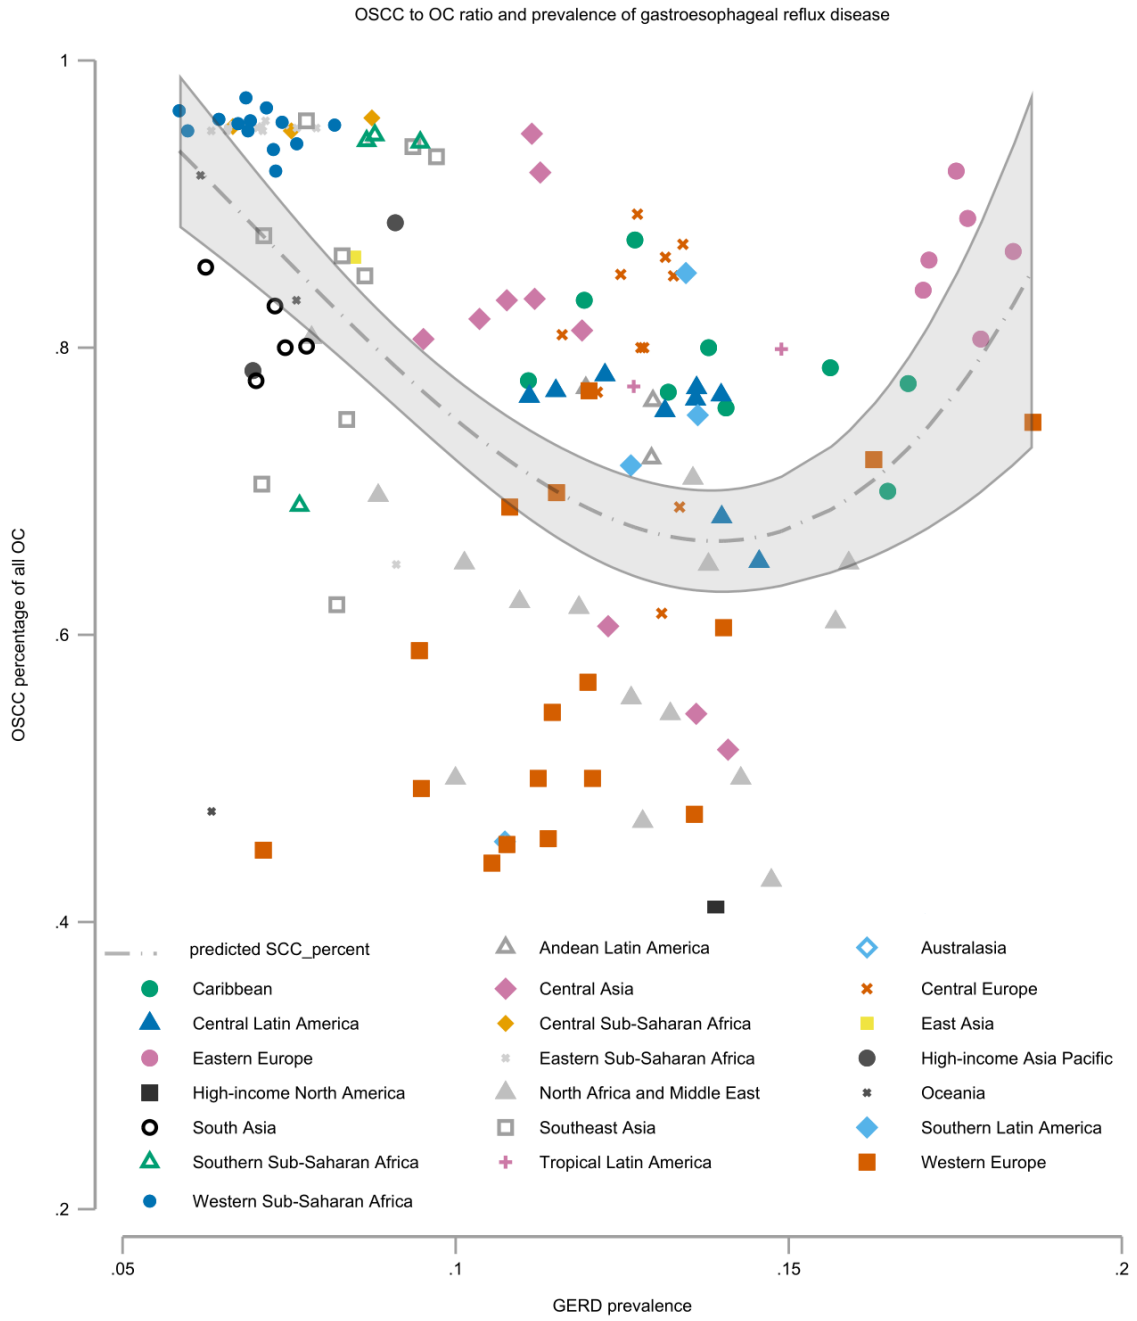 OSCC to OC ratio and prevalence of gastroesophageal reflux disease
1
.8
.6
.4
.2
OSCC percentage of all OC
predicted SCC_percent
Andean Latin America
Australasia
Caribbean
Central Asia
Central Europe
Central Latin America
Central Sub-Saharan Africa
East Asia
Eastern Europe
Eastern Sub-Saharan Africa
High-income Asia Pacific
High-income North America
North Africa and Middle East
Oceania
South Asia
Southeast Asia
Southern Latin America
Southern Sub-Saharan Africa
Tropical Latin America
Western Europe
Western Sub-Saharan Africa
.05
.1
.15
.2
GERD prevalence